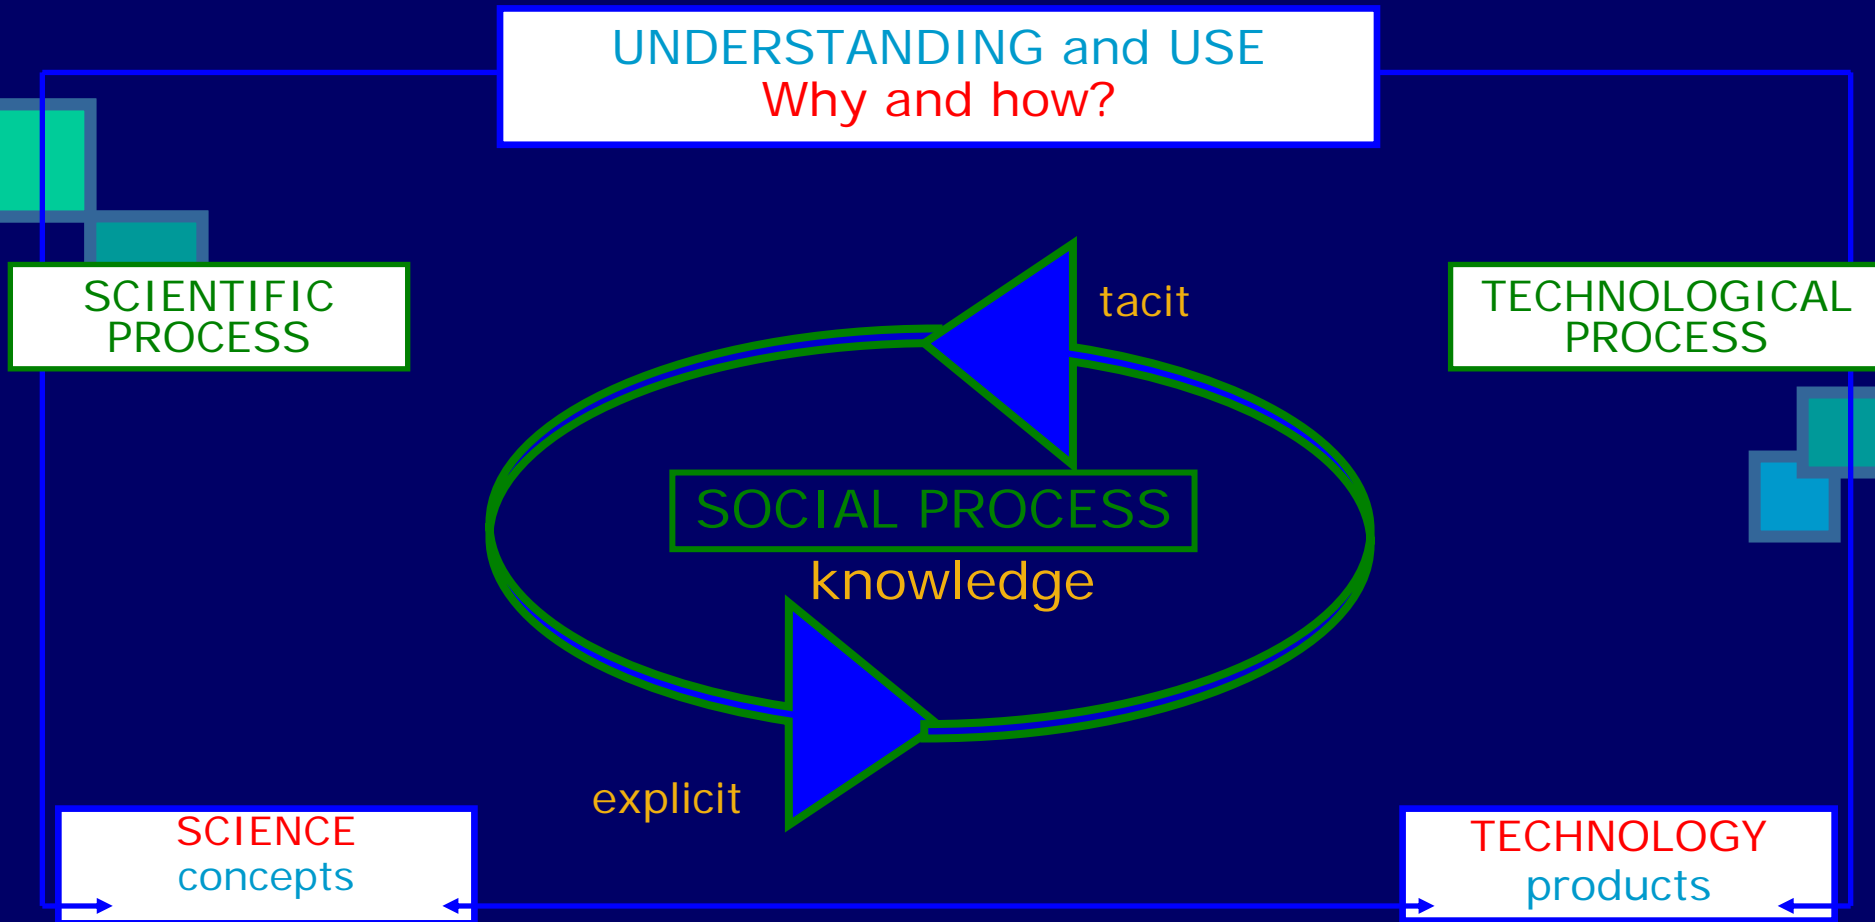 UNDERSTANDING and USE
Why and how?
SCIENTIFIC
PROCESS
tacit
TECHNOLOGICAL
PROCESS
SOCIAL PROCESS
knowledge
explicit
SCIENCE
concepts
TECHNOLOGY
products